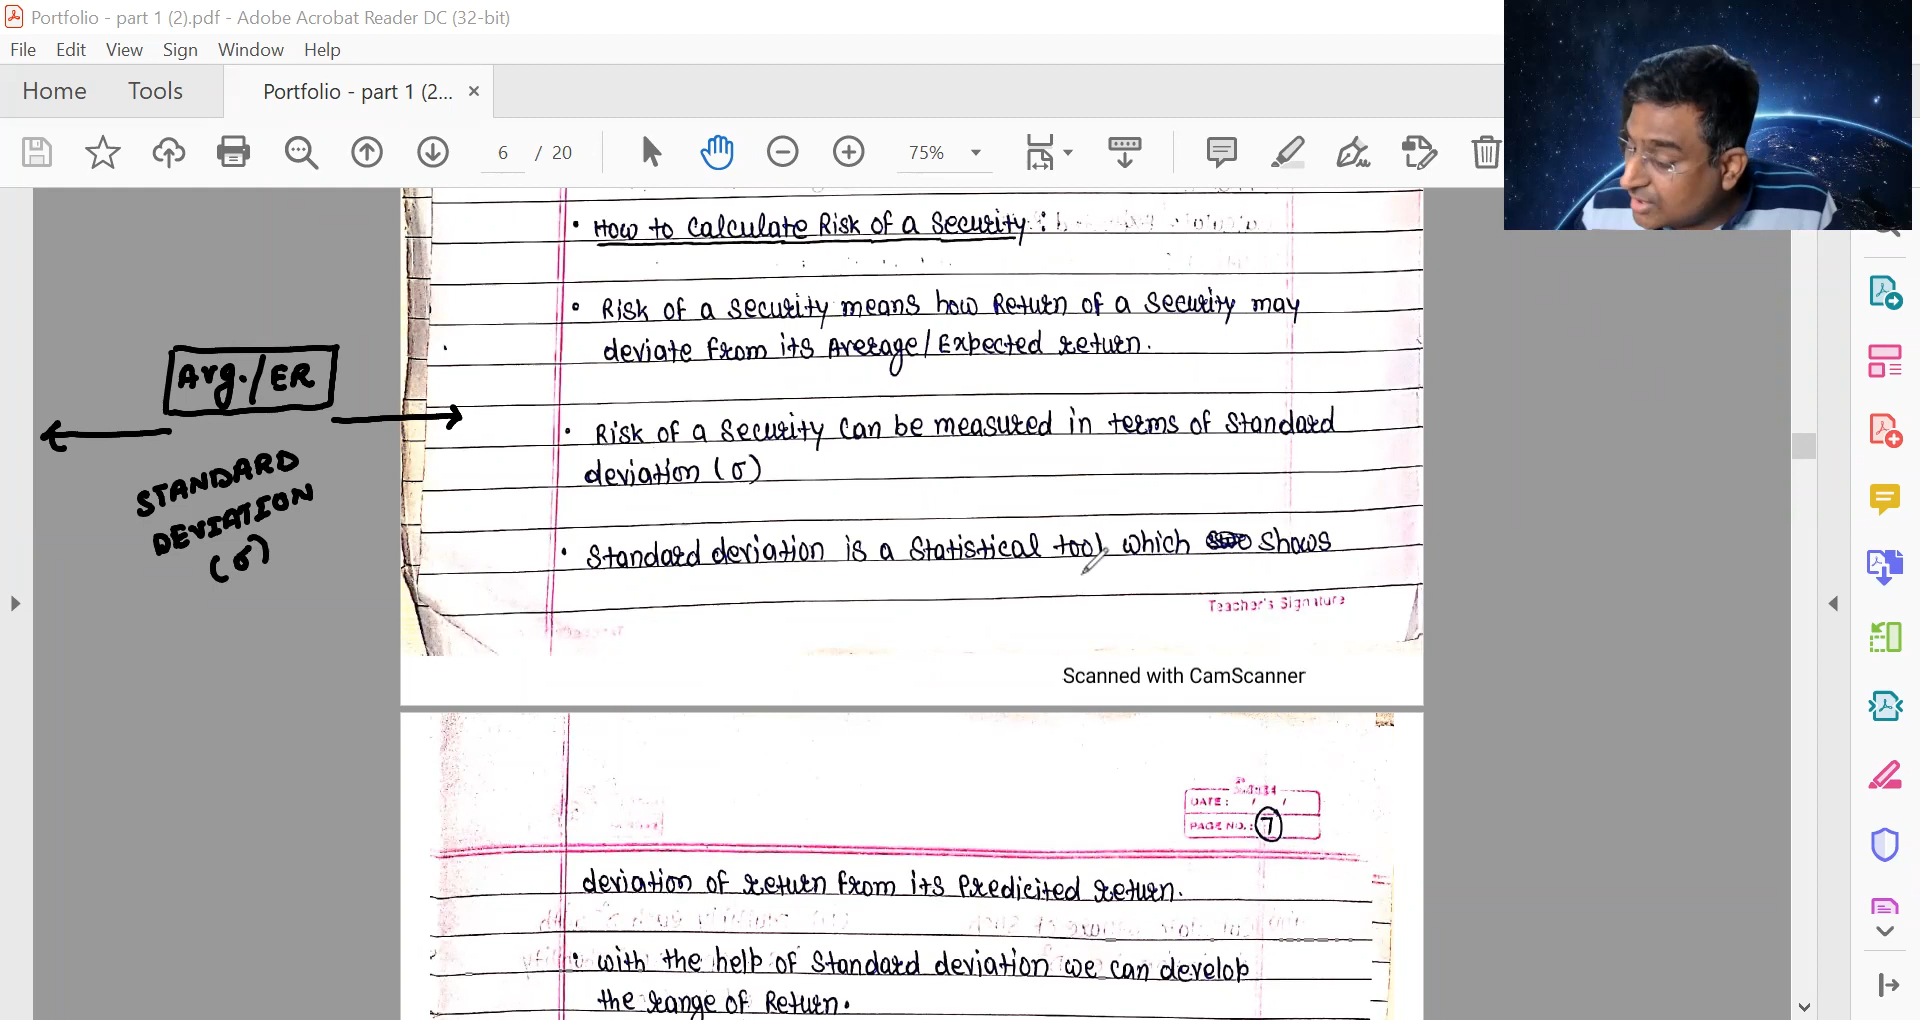 Portfolio - part 1 (2).pdf - Adobe Acrobat Reader DC (32-bit)
File Edit View Sign Window Help
Home Tools Portfolio - part 1 (2... ×
6 / 20 75%
• How to Calculate Risk of a Security :
• Risk of a security means how Return of a Security may
deviate from its Average/Expected return.
• Risk of a Security can be measured in terms of Standard
deviation (σ)
• Standard deviation is a Statistical tool which shows
Teacher's Signature
Scanned with CamScanner
Avg./ER
STANDARD
DEVIATION
(σ)
DATE: / /
PAGE NO.: 7
deviation of return from its Predicited return.
• with the help of Standard deviation we can develop
the range of Return.